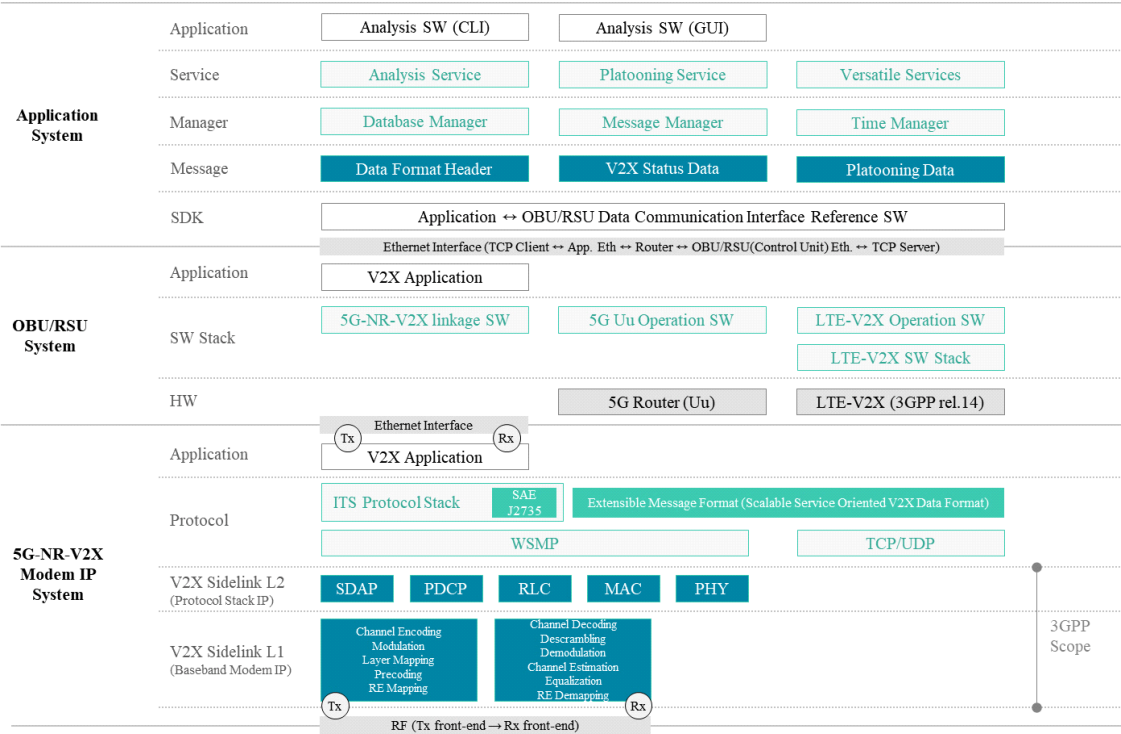 Application
Analysis SW (CLI)
Analysis SW (GUI)
Service
Analysis Service
Platooning Service
Versatile Services
Application
System
Manager
Database Manager
Message Manager
Time Manager
Message
Data Format Header
V2X Status Data
Platooning Data
SDK
Application ↔ OBU/RSU Data Communication Interface Reference SW
Ethernet Interface (TCP Client ↔ App. Eth ↔ Router ↔ OBU/RSU(Control Unit) Eth. ↔ TCP Server)
Application
V2X Application
OBU/RSU
System
SW Stack
5G-NR-V2X linkage SW
5G Uu Operation SW
LTE-V2X Operation SW
LTE-V2X SW Stack
HW
5G Router (Uu)
LTE-V2X (3GPP rel.14)
Ethernet Interface
Tx
Rx
Application
V2X Application
5G-NR-V2X
Modem IP
System
Protocol
ITS Protocol Stack
SAE
J2735
Extensible Message Format (Scalable Service Oriented V2X Data Format)
WSMP
TCP/UDP
V2X Sidelink L2
(Protocol Stack IP)
SDAP
PDCP
RLC
MAC
PHY
V2X Sidelink L1
(Baseband Modem IP)
Channel Encoding
Modulation
Layer Mapping
Precoding
RE Mapping
Channel Decoding
Descrambling
Demodulation
Channel Estimation
Equalization
RE Demapping
3GPP
Scope
Tx
Rx
RF (Tx front-end → Rx front-end)